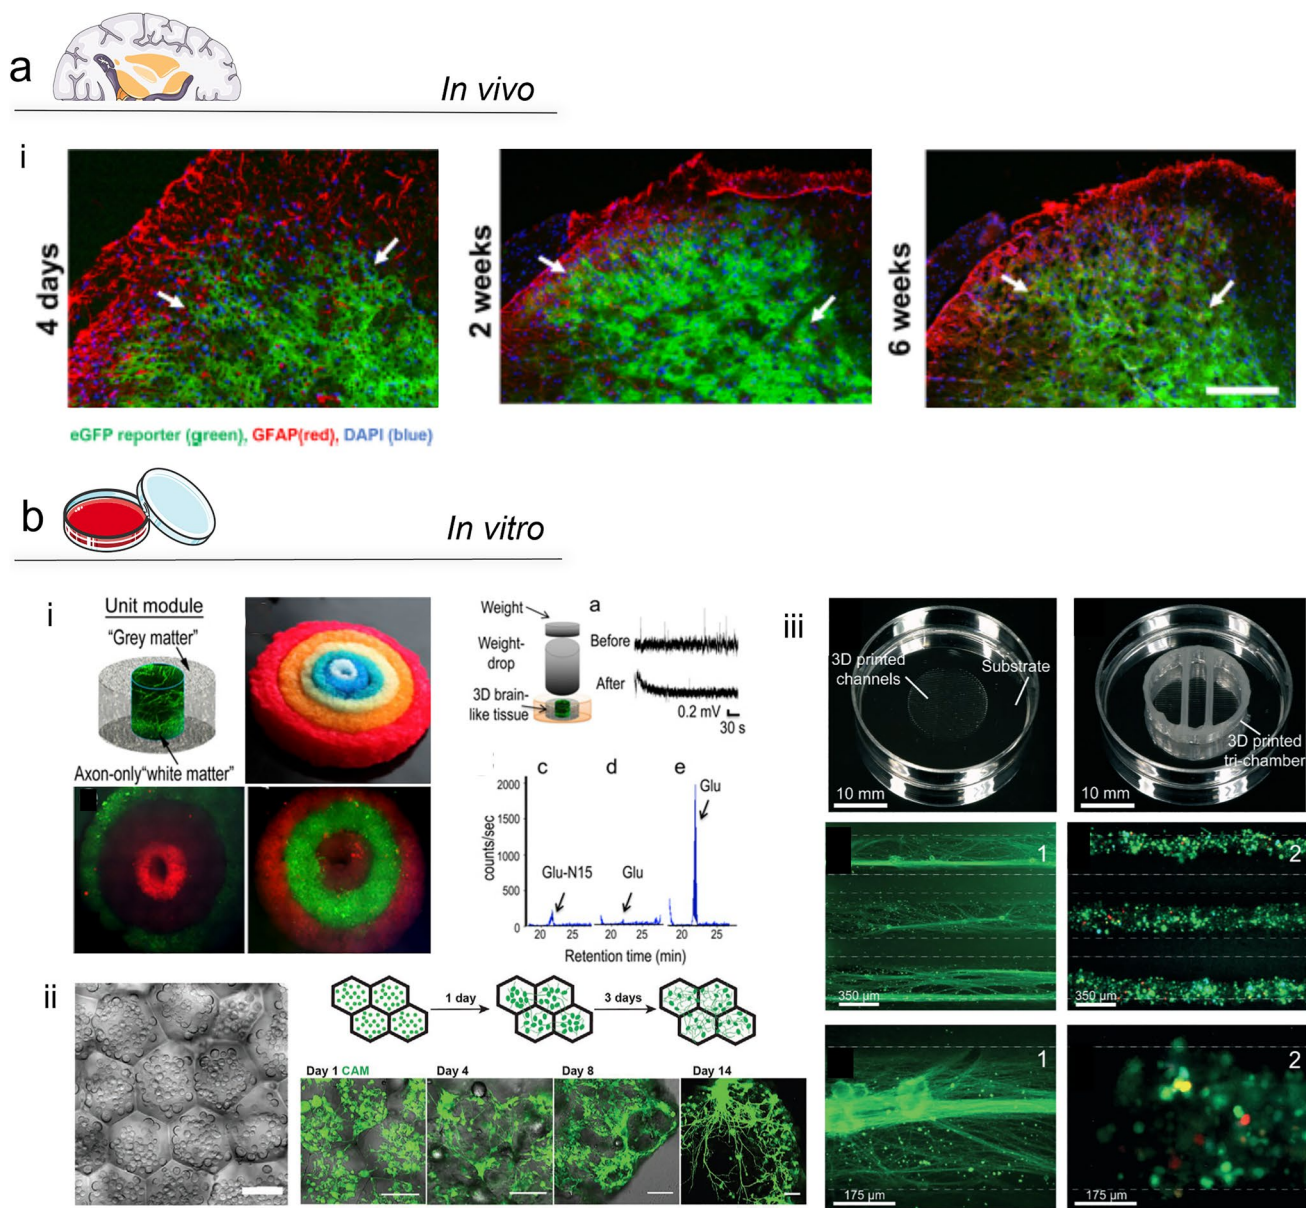 a
In vivo
i
4 days
2 weeks
6 weeks
eGFP reporter (green), GFAP(red), DAPI (blue)
b
In vitro
i
Unit module
"Grey matter"
Axon-only"white matter"
a
Weight
Weight-
drop
3D brain-
like tissue
Before
After
0.2 mV
30 s
c
d
e
counts/sec
2000
1500
1000
500
0
Glu-N15
Glu
Glu
20
25
20
25
20
25
Retention time (min)
ii
1 day
3 days
Day 1 CAM
Day 4
Day 8
Day 14
iii
3D printed
channels
Substrate
10 mm
3D printed
tri-chamber
10 mm
1
350 µm
2
350 µm
1
175 µm
2
175 µm